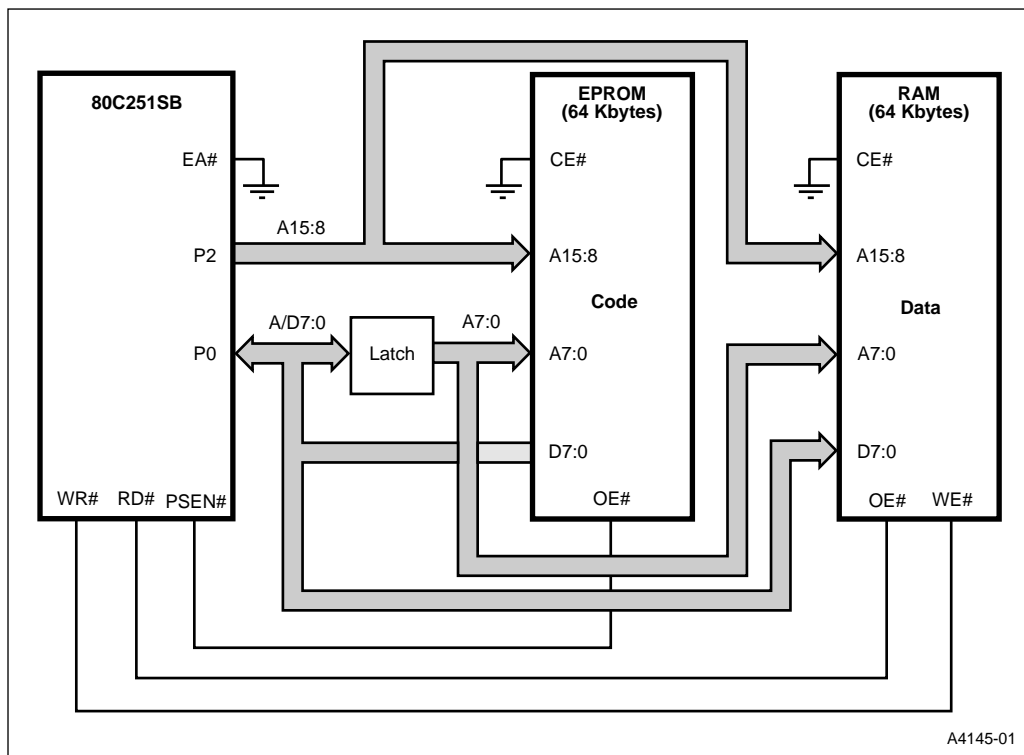 80C251SB
EPROM
(64 Kbytes)
RAM
(64 Kbytes)
EA#
CE#
CE#
A15:8
P2
A15:8
A15:8
Code
Data
A/D7:0
A7:0
P0
Latch
A7:0
A7:0
D7:0
D7:0
WR#
RD#
PSEN#
OE#
OE#
WE#
A4145-01